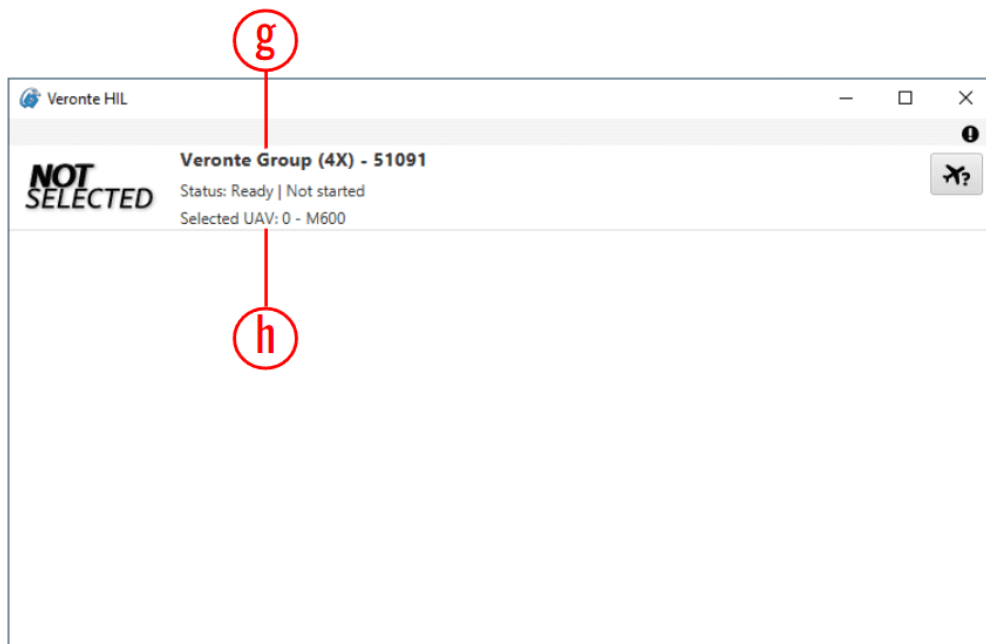 g
Veronte HIL
Veronte Group (4X) - 51091
NOT
SELECTED
Status: Ready | Not started
Selected UAV: 0 - M600
?
h